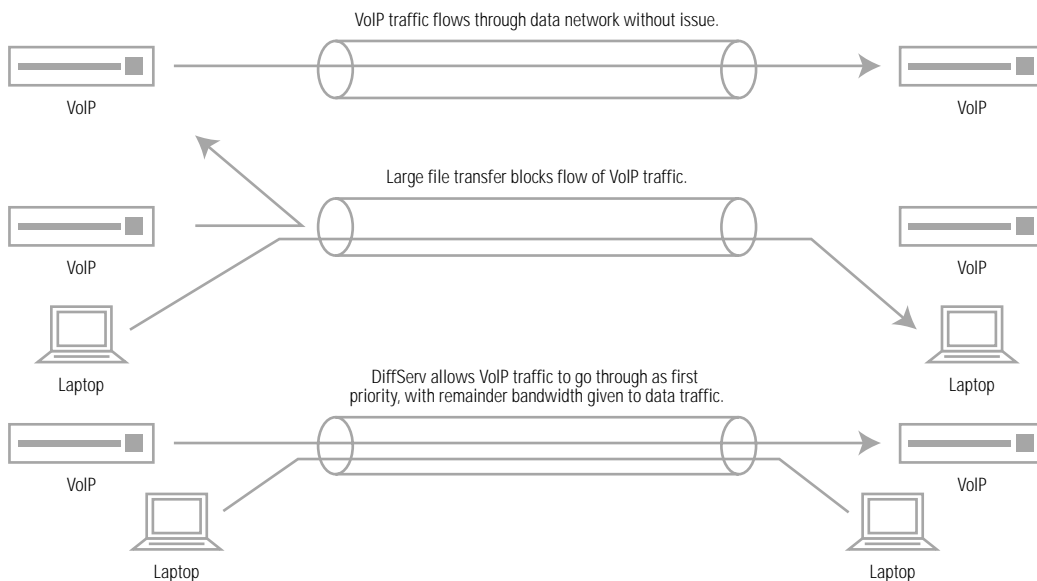 VoIP traffic flows through data network without issue.
VoIP
VoIP
Large file transfer blocks flow of VoIP traffic.
VoIP
VoIP
Laptop
Laptop
DiffServ allows VoIP traffic to go through as first
priority, with remainder bandwidth given to data traffic.
VoIP
VoIP
Laptop
Laptop